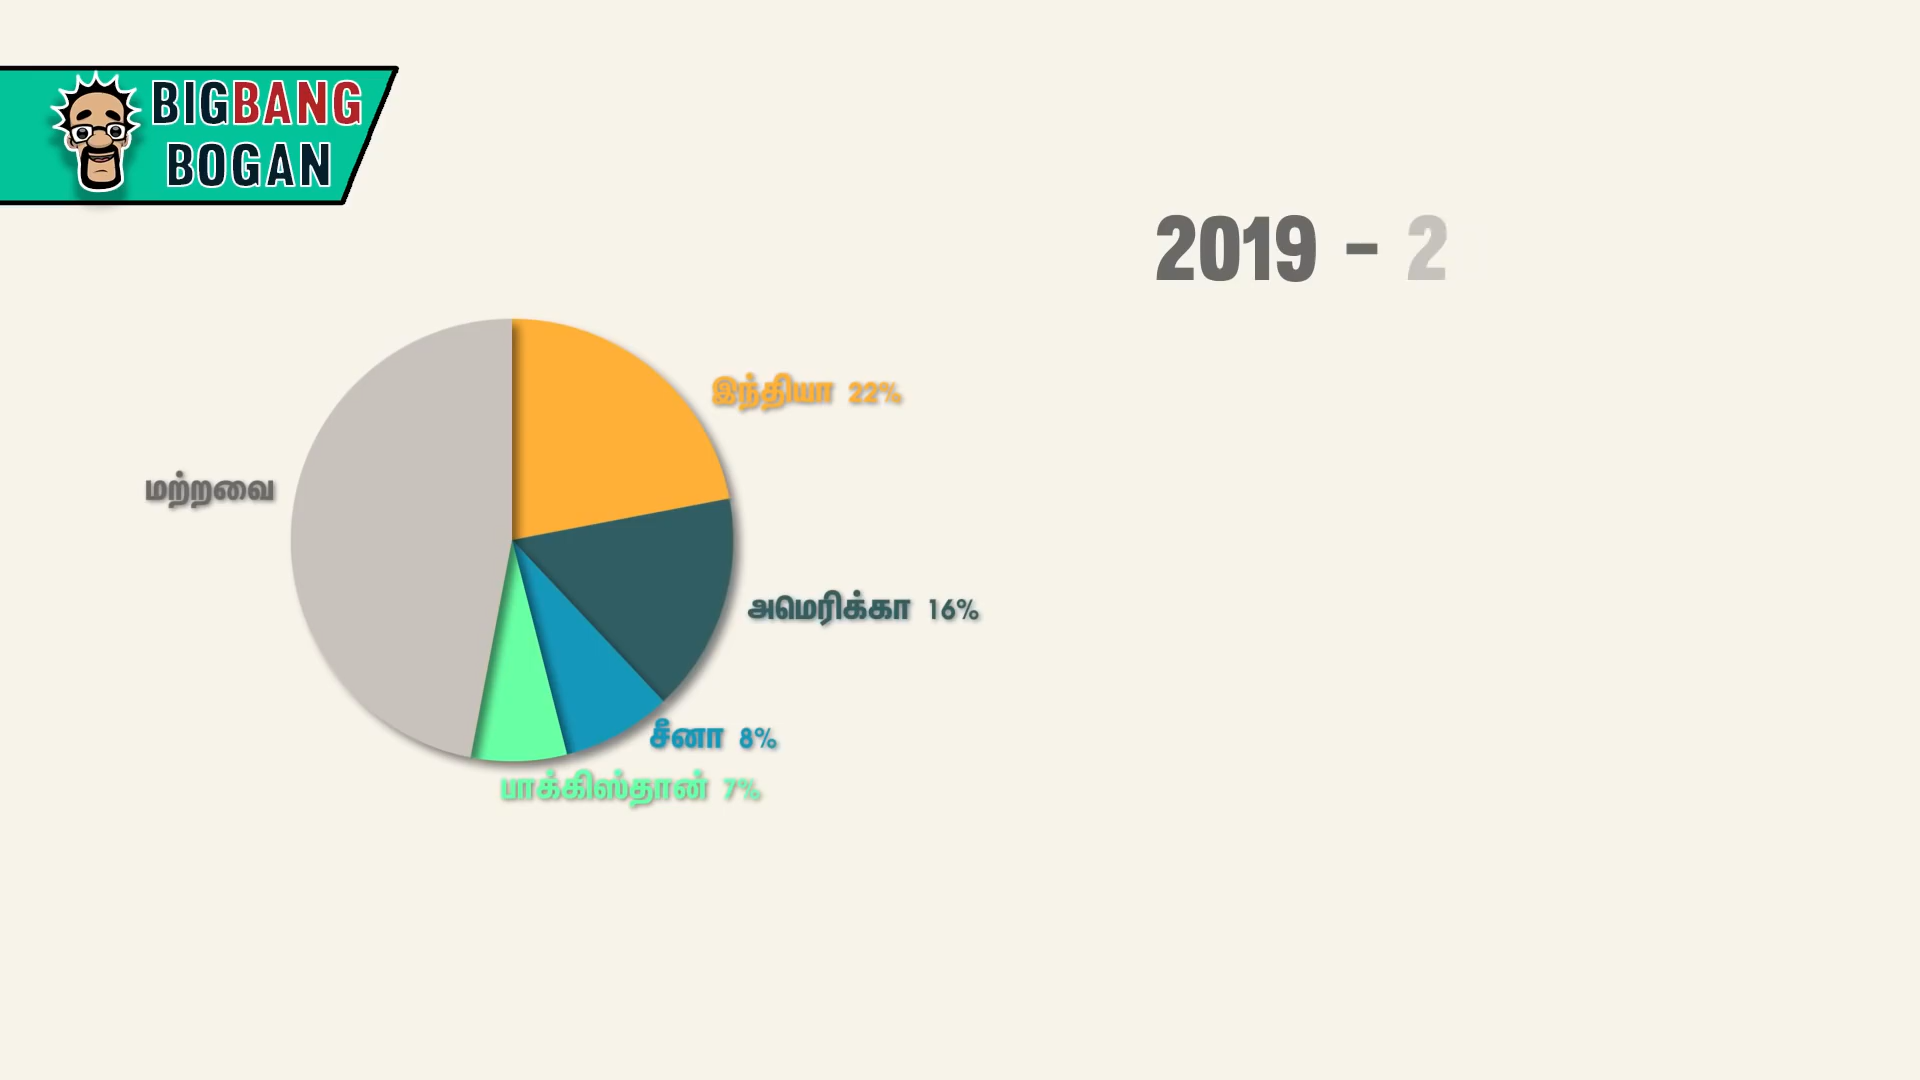 BIGBANG
BOGAN
2019 - 2
இந்தியா 22%
மற்றவை
அமெரிக்கா 16%
சீனா 8%
பாக்கிஸ்தான் 7%